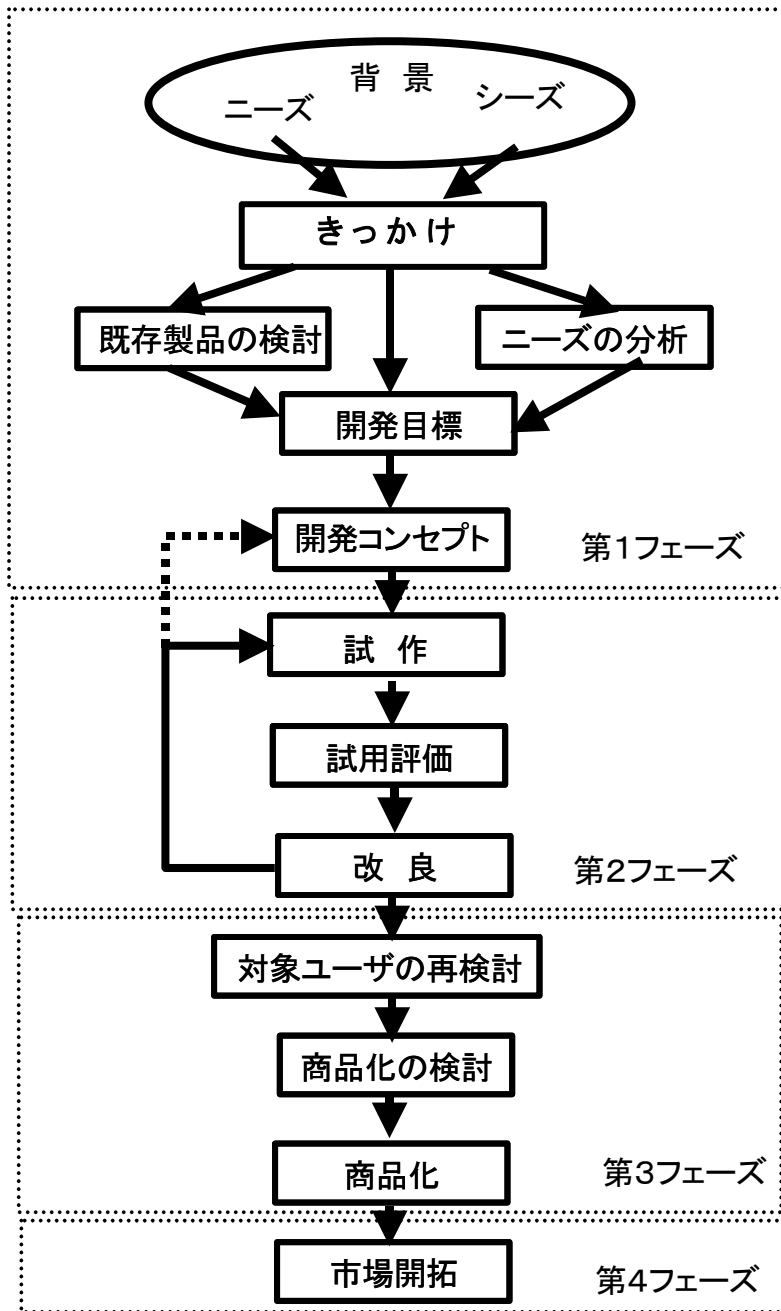 背 景
ニーズ
シーズ
きっかけ
既存製品の検討
ニーズの分析
開発目標
開発コンセプト
第1フェーズ
試 作
試用評価
改 良
第2フェーズ
対象ユーザの再検討
商品化の検討
商品化
第3フェーズ
市場開拓
第4フェーズ